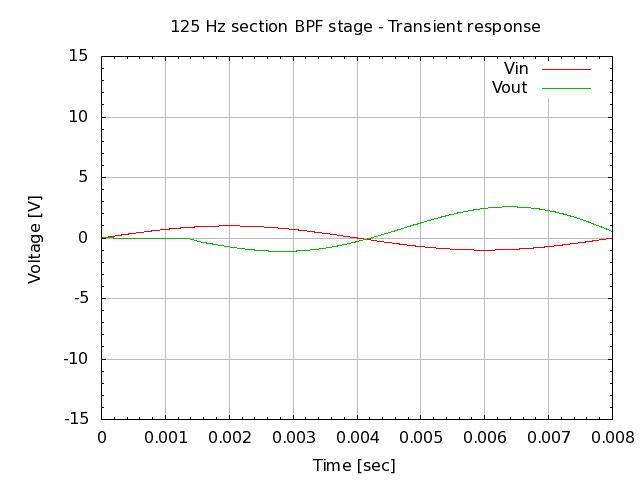 125 Hz section BPF stage - Transient response
Vin
Vout
15
10
5
0
-5
-10
-15
Voltage [V]
0 0.001 0.002 0.003 0.004 0.005 0.006 0.007 0.008
Time [sec]